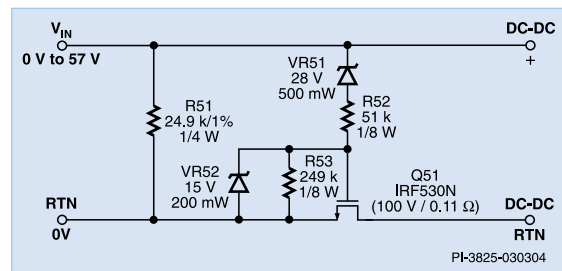 V_IN
0 V to 57 V
DC-DC
+
VR51
28 V
500 mW
R51
24.9 k/1%
1/4 W
R52
51 k
1/8 W
VR52
15 V
200 mW
R53
249 k
1/8 W
Q51
IRF530N
(100 V / 0.11 Ω)
RTN
0V
DC-DC
RTN
PI-3825-030304